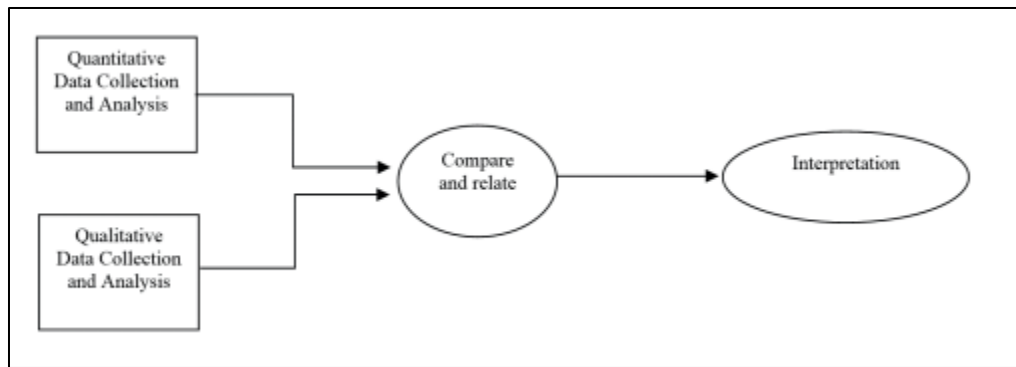 Quantitative
Data Collection
and Analysis
Compare
and relate
Interpretation
Qualitative
Data Collection
and Analysis